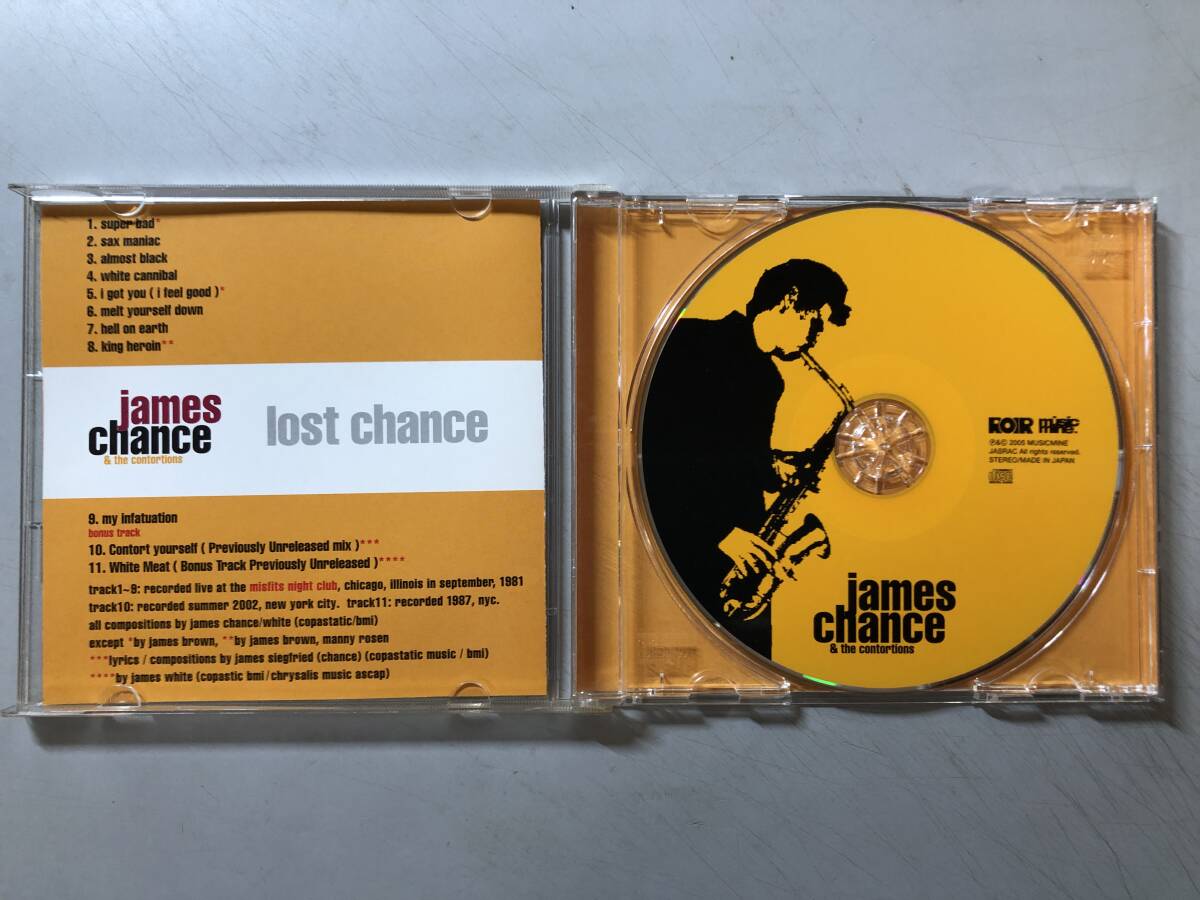 1. super bad*
2. sax maniac
3. almost black
4. white cannibal
5. i got you ( i feel good )*
6. melt yourself down
7. hell on earth
8. king heroin**
james
chance
& the contortions
lost chance
9. my infatuation
bonus track
10. Contort yourself ( Previously Unreleased mix )***
11. White Meat ( Bonus Track Previously Unreleased )****
track1~8: recorded live at the misfits night club, chicago, illinois in september, 1981
track10: recorded summer 2002, new york city. track11: recorded 1987, nyc.
all compositions by james chance/white (copastatic/bmi)
except *by james brown, **by james brown, manny rosen
***lyrics / compositions by james siegfried (chance) (copastatic music / bmi)
****by james white (copastic bmi/chrysalis music ascap)
ROIR music mine.
℗&© 2005 MUSICMINE
JASRAC All rights reserved.
STEREO/MADE IN JAPAN
james
chance
& the contortions